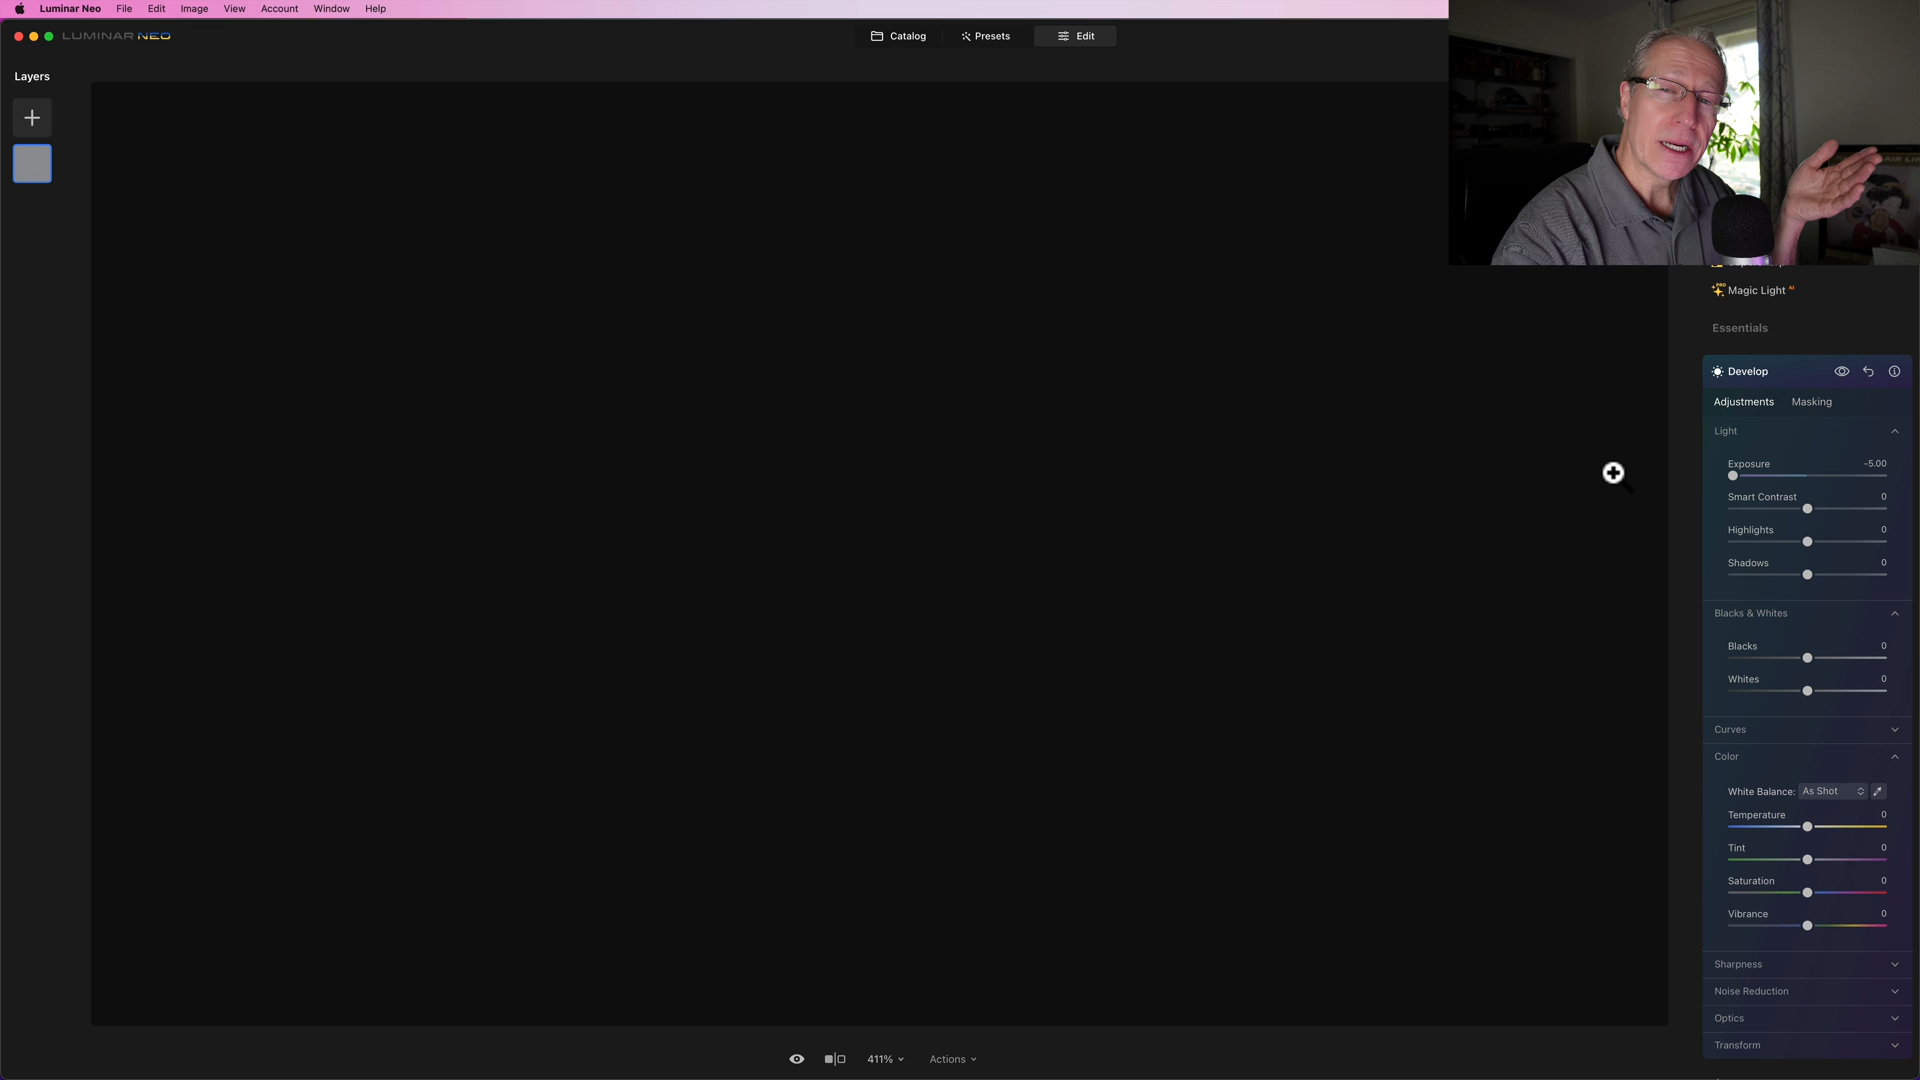 Luminar Neo File Edit Image View Account Window Help
LUMINAR NEO
Catalog Presets Edit
Layers
Magic Light AI
Essentials
Develop
Adjustments Masking
Light
Exposure -5.00
Smart Contrast 0
Highlights 0
Shadows 0
Blacks & Whites
Blacks 0
Whites 0
Curves
Color
White Balance: As Shot
Temperature 0
Tint 0
Saturation 0
Vibrance 0
Sharpness
Noise Reduction
Optics
Transform
411% Actions